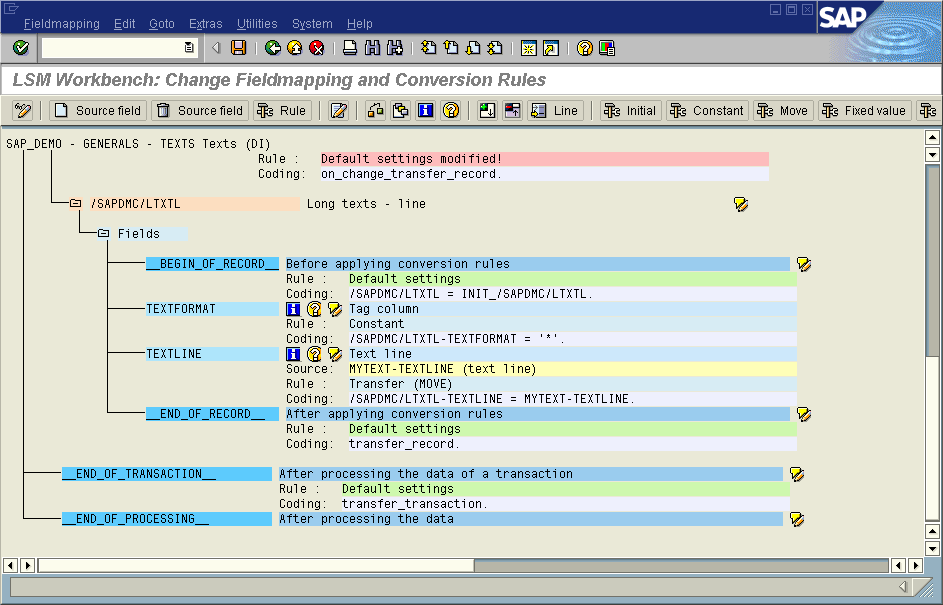 Fieldmapping Edit Goto Extras Utilities System Help
SAP
LSM Workbench: Change Fieldmapping and Conversion Rules
Source field Source field Rule Line Initial Constant Move Fixed value
SAP_DEMO - GENERALS - TEXTS Texts (DI)
Rule : Default settings modified!
Coding: on_change_transfer_record.
/SAPDMC/LTXTL Long texts - line
Fields
__BEGIN_OF_RECORD__ Before applying conversion rules
Rule : Default settings
Coding: /SAPDMC/LTXTL = INIT_/SAPDMC/LTXTL.
TEXTFORMAT Tag column
Rule : Constant
Coding: /SAPDMC/LTXTL-TEXTFORMAT = '*'.
TEXTLINE Text line
Source: MYTEXT-TEXTLINE (text line)
Rule : Transfer (MOVE)
Coding: /SAPDMC/LTXTL-TEXTLINE = MYTEXT-TEXTLINE.
__END_OF_RECORD__ After applying conversion rules
Rule : Default settings
Coding: transfer_record.
__END_OF_TRANSACTION__ After processing the data of a transaction
Rule : Default settings
Coding: transfer_transaction.
__END_OF_PROCESSING__ After processing the data